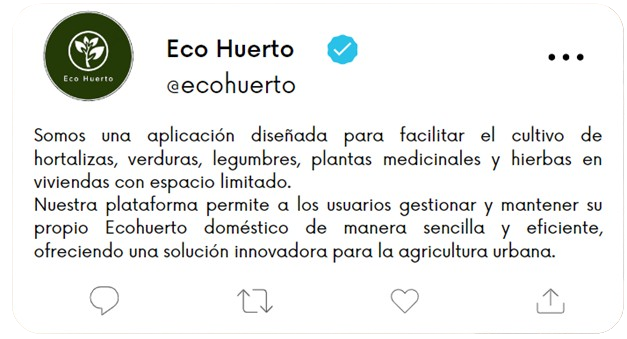 Eco Huerto
Eco Huerto
@ecohuerto
Somos una aplicación diseñada para facilitar el cultivo de
hortalizas, verduras, legumbres, plantas medicinales y hierbas en
viviendas con espacio limitado.
Nuestra plataforma permite a los usuarios gestionar y mantener su
propio Ecohuerto doméstico de manera sencilla y eficiente,
ofreciendo una solución innovadora para la agricultura urbana.